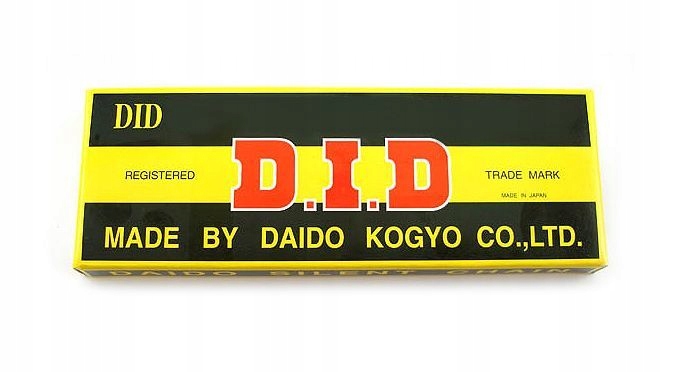 DID
REGISTERED D.I.D TRADE MARK
MADE IN JAPAN
MADE BY DAIDO KOGYO CO.,LTD.
DAIDO SILENT CHAIN